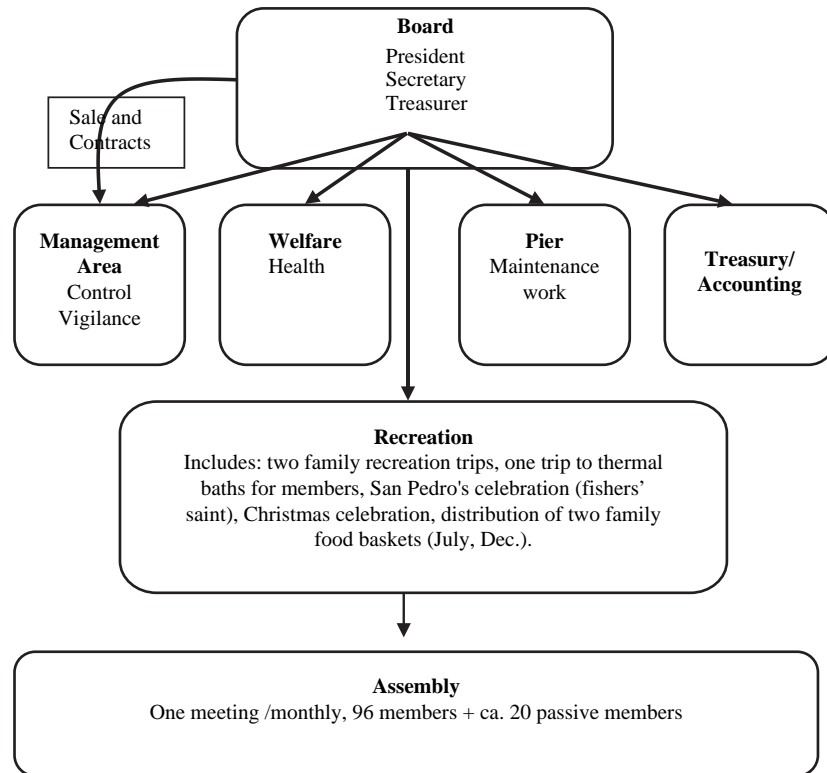 Board
President
Secretary
Treasurer
Sale and
Contracts
Management
Area
Control
Vigilance
Welfare
Health
Pier
Maintenance
work
Treasury/
Accounting
Recreation
Includes: two family recreation trips, one trip to thermal
baths for members, San Pedro's celebration (fishers’
saint), Christmas celebration, distribution of two family
food baskets (July, Dec.).
Assembly
One meeting /monthly, 96 members + ca. 20 passive members